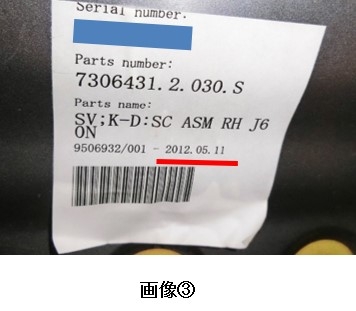 Serial number:
Parts number:
7306431.2.030.S
Parts name:
SV;K-D:SC ASM RH J6
ON
9506932/001 - 2012.05.11
画像③